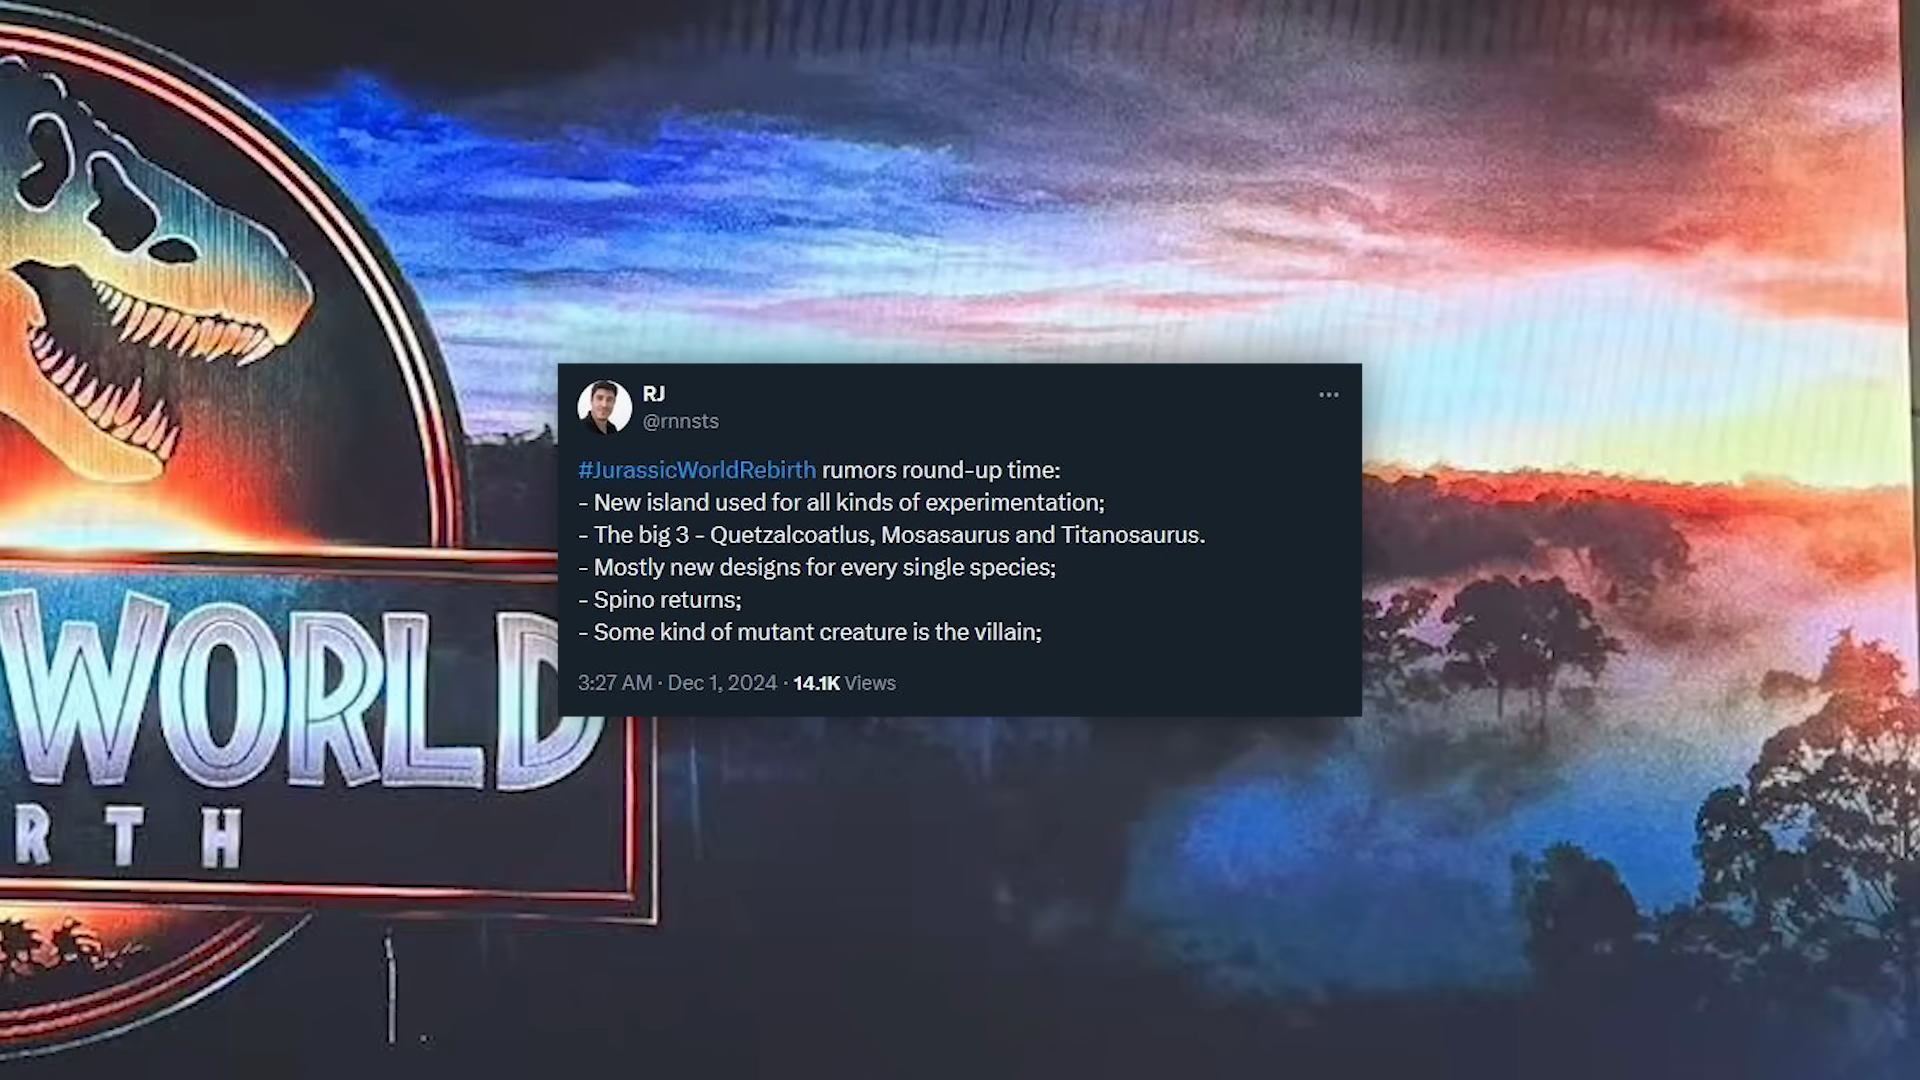 RJ
@rnnsts
#JurassicWorldRebirth rumors round-up time:
- New island used for all kinds of experimentation;
- The big 3 - Quetzalcoatlus, Mosasaurus and Titanosaurus.
- Mostly new designs for every single species;
- Spino returns;
- Some kind of mutant creature is the villain;
3:27 AM · Dec 1, 2024 · 14.1K Views
WORLD
RTH